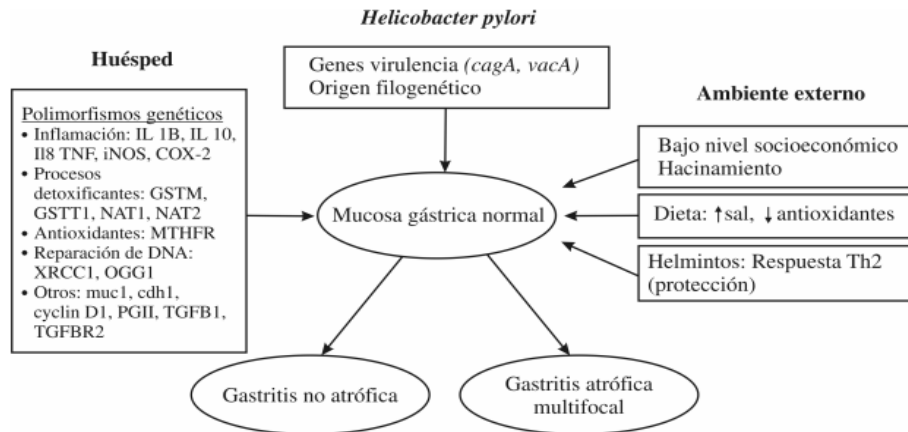 Helicobacter pylori
Genes virulencia (cagA, vacA)
Origen filogenético
Huésped
Polimorfismos genéticos
• Inflamación: IL 1B, IL 10,
Il8 TNF, iNOS, COX-2
• Procesos
detoxificantes: GSTM,
GSTT1, NAT1, NAT2
• Antioxidantes: MTHFR
• Reparación de DNA:
XRCC1, OGG1
• Otros: muc1, cdh1,
cyclin D1, PGII, TGFB1,
TGFBR2
Mucosa gástrica normal
Ambiente externo
Bajo nivel socioeconómico
Hacinamiento
Dieta: ↑sal, ↓ antioxidantes
Helmintos: Respuesta Th2
(protección)
Gastritis no atrófica
Gastritis atrófica
multifocal